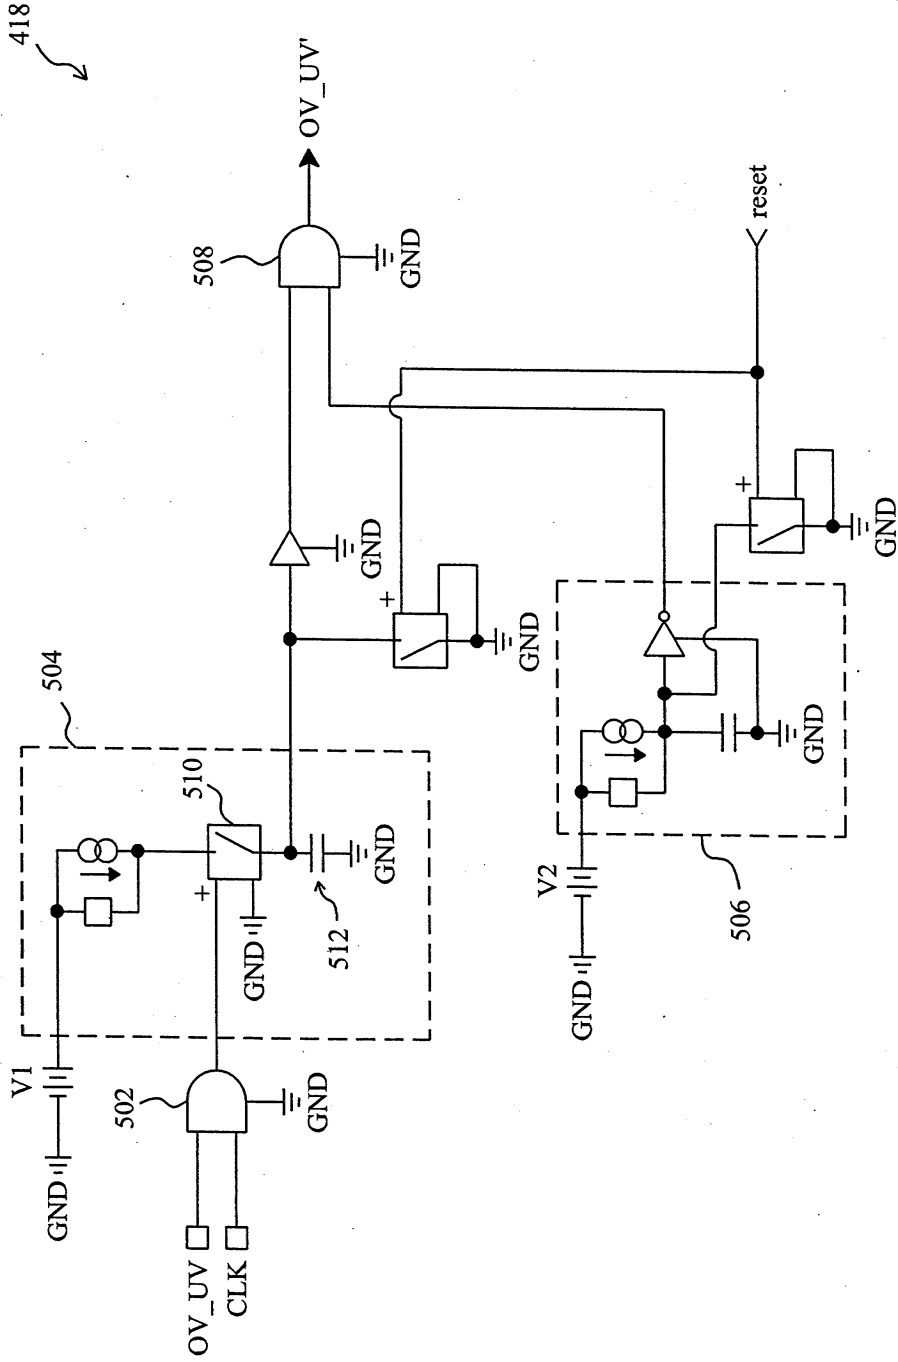 418
OV_UV'
508
GND
reset
GND
+
+
GND
GND
504
510
+
GND
512
GND
V1
GND
502
GND
OV_UV
CLK
V2
GND
506
GND